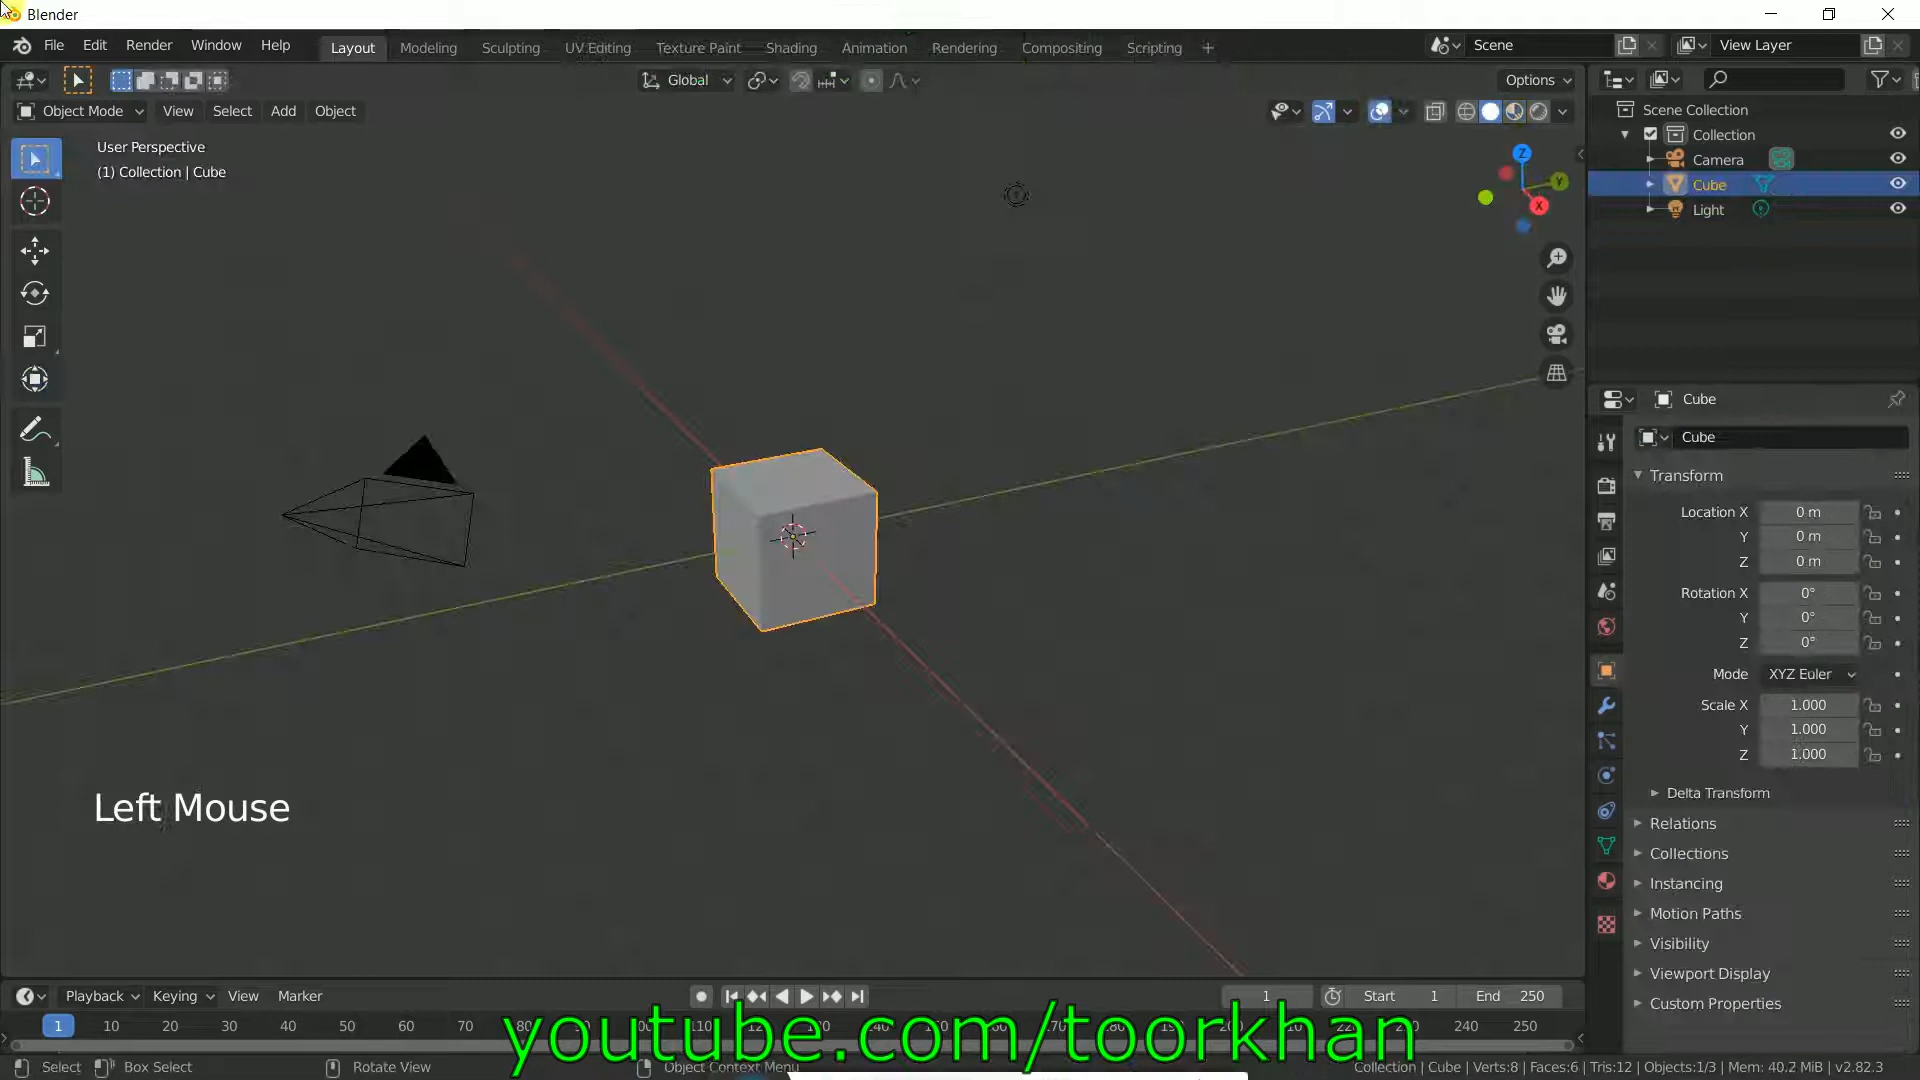 Blender
File Edit Render Window Help Layout Modeling Sculpting UV Editing Texture Paint Shading Animation Rendering Compositing Scripting + Scene View Layer
Global Options
Object Mode View Select Add Object
User Perspective
(1) Collection | Cube
Z
Y
X
Scene Collection
Collection
Camera
Cube
Light
Cube
Cube
Transform
Location X 0 m
Y 0 m
Z 0 m
Rotation X 0°
Y 0°
Z 0°
Mode XYZ Euler
Scale X 1.000
Y 1.000
Z 1.000
Delta Transform
Relations
Collections
Instancing
Motion Paths
Visibility
Viewport Display
Custom Properties
Left Mouse
Playback Keying View Marker 1 Start 1 End 250
1 10 20 30 40 50 60 70 240 250
youtube.com/toorkhan
Select Box Select Rotate View Object Context Menu Collection | Cube | Verts:8 | Faces:6 | Tris:12 | Objects:1/3 | Mem: 40.2 MiB | v2.82.3